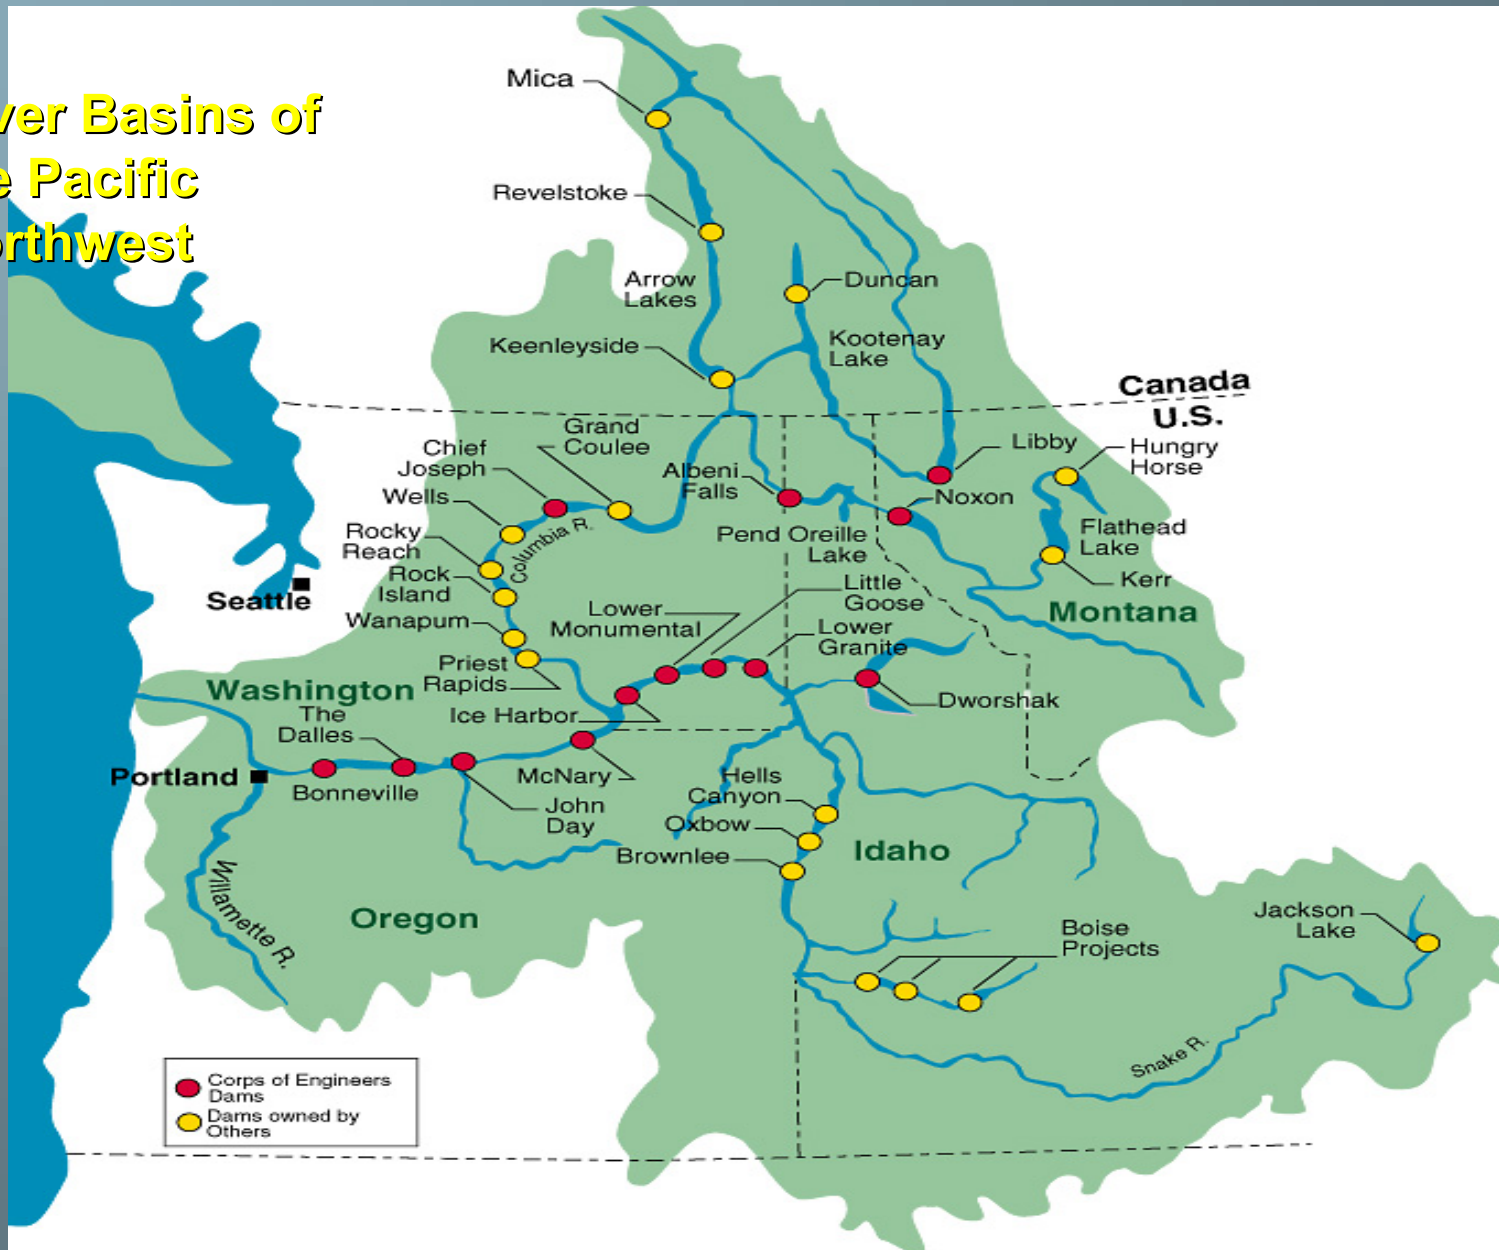 ver Basins of
e Pacific
orthwest
Mica
Revelstoke
Arrow
Lakes
Duncan
Keenleyside
Kootenay
Lake
Canada
U.S.
Grand
Coulee
Chief
Joseph
Albeni
Falls
Libby
Hungry
Horse
Wells
Noxon
Columbia R.
Rocky
Reach
Pend Oreille
Lake
Flathead
Lake
Rock
Island
Kerr
Little
Goose
Seattle
Lower
Monumental
Montana
Wanapum
Lower
Granite
Priest
Rapids
Washington
Dworshak
The
Dalles
Ice Harbor
Portland
Bonneville
McNary
John
Day
Hells
Canyon
Oxbow
Brownlee
Idaho
Willamette R.
Oregon
Boise
Projects
Jackson
Lake
Snake R.
Corps of Engineers
Dams
Dams owned by
Others